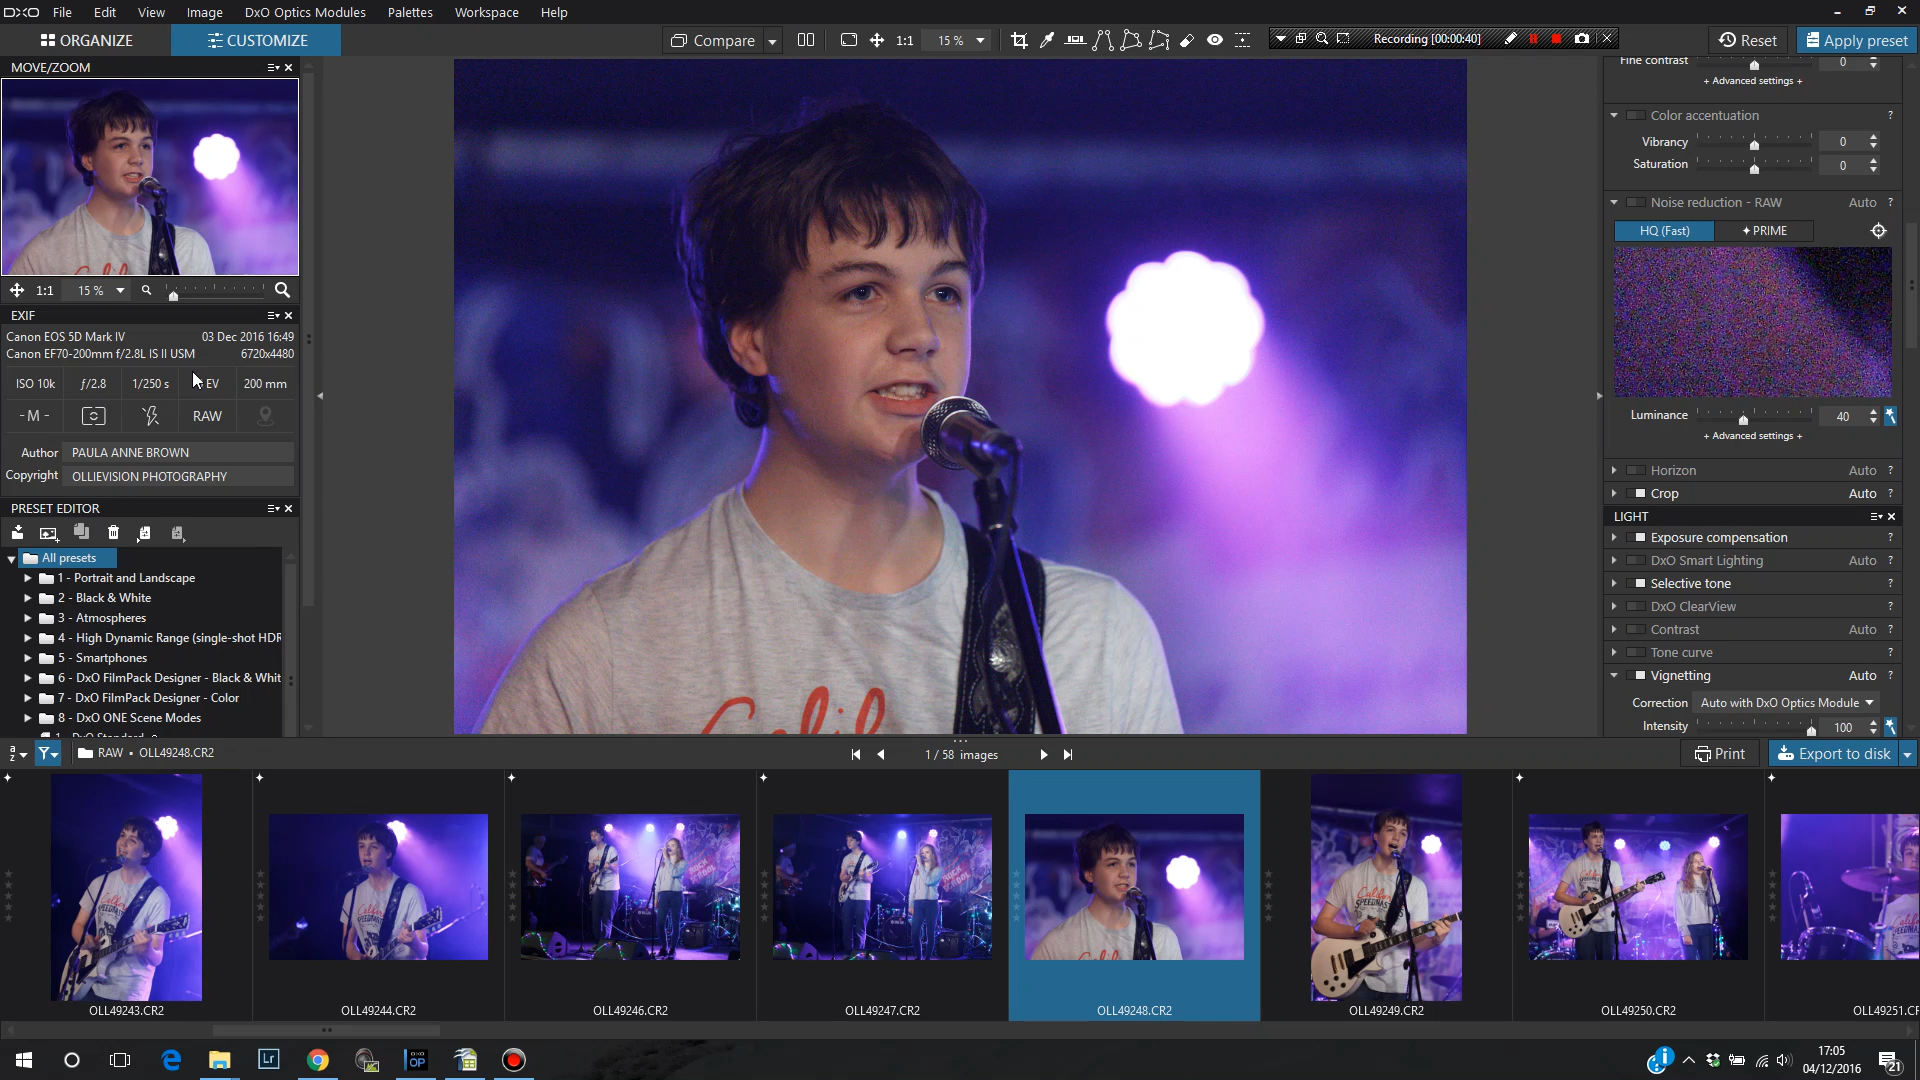 DXO File Edit View Image DxO Optics Modules Palettes Workspace Help
ORGANIZE CUSTOMIZE Compare 1:1 15 % Recording [00:00:40] Reset Apply preset
MOVE/ZOOM
1:1 15 %
EXIF
Canon EOS 5D Mark IV 03 Dec 2016 16:49
Canon EF70-200mm f/2.8L IS II USM 6720x4480
ISO 10k ƒ/2.8 1/250 s EV 200 mm
- M - RAW
Author PAULA ANNE BROWN
Copyright OLLIEVISION PHOTOGRAPHY
PRESET EDITOR
All presets
1 - Portrait and Landscape
2 - Black & White
3 - Atmospheres
4 - High Dynamic Range (single-shot HDR
5 - Smartphones
6 - DxO FilmPack Designer - Black & Whit
7 - DxO FilmPack Designer - Color
8 - DxO ONE Scene Modes
Fine contrast 0
+ Advanced settings +
Color accentuation ?
Vibrancy 0
Saturation 0
Noise reduction - RAW Auto ?
HQ (Fast) PRIME
Luminance 40
+ Advanced settings +
Horizon Auto ?
Crop Auto ?
LIGHT
Exposure compensation ?
DxO Smart Lighting Auto ?
Selective tone ?
DxO ClearView ?
Contrast Auto ?
Tone curve ?
Vignetting Auto ?
Correction Auto with DxO Optics Module
Intensity 100
a z RAW • OLL49248.CR2 1 / 58 images Print Export to disk
OLL49243.CR2 OLL49244.CR2 OLL49246.CR2 OLL49247.CR2 OLL49248.CR2 OLL49249.CR2 OLL49250.CR2 OLL49251.CF
Lr DXO OP 17:05
04/12/2016 21